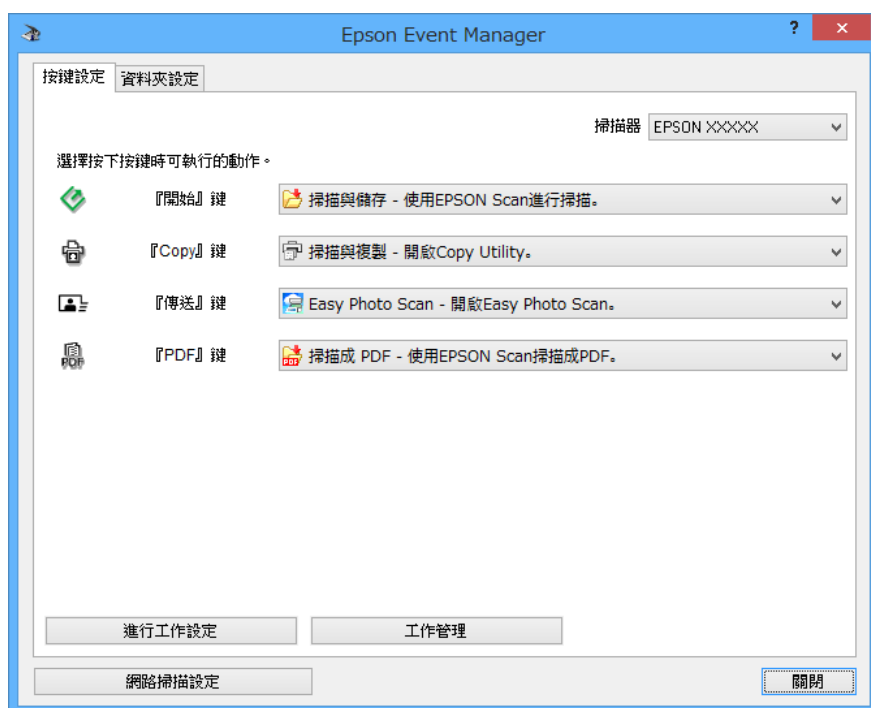 Epson Event Manager
?
按鍵設定 資料夾設定
掃描器 EPSON XXXXX
選擇按下按鍵時可執行的動作。
『開始』鍵 掃描與儲存 - 使用EPSON Scan進行掃描。
『Copy』鍵 掃描與複製 - 開啟Copy Utility。
『傳送』鍵 Easy Photo Scan - 開啟Easy Photo Scan。
PDF 『PDF』鍵 PDF 掃描成 PDF - 使用EPSON Scan掃描成PDF。
進行工作設定 工作管理
網路掃描設定 關閉